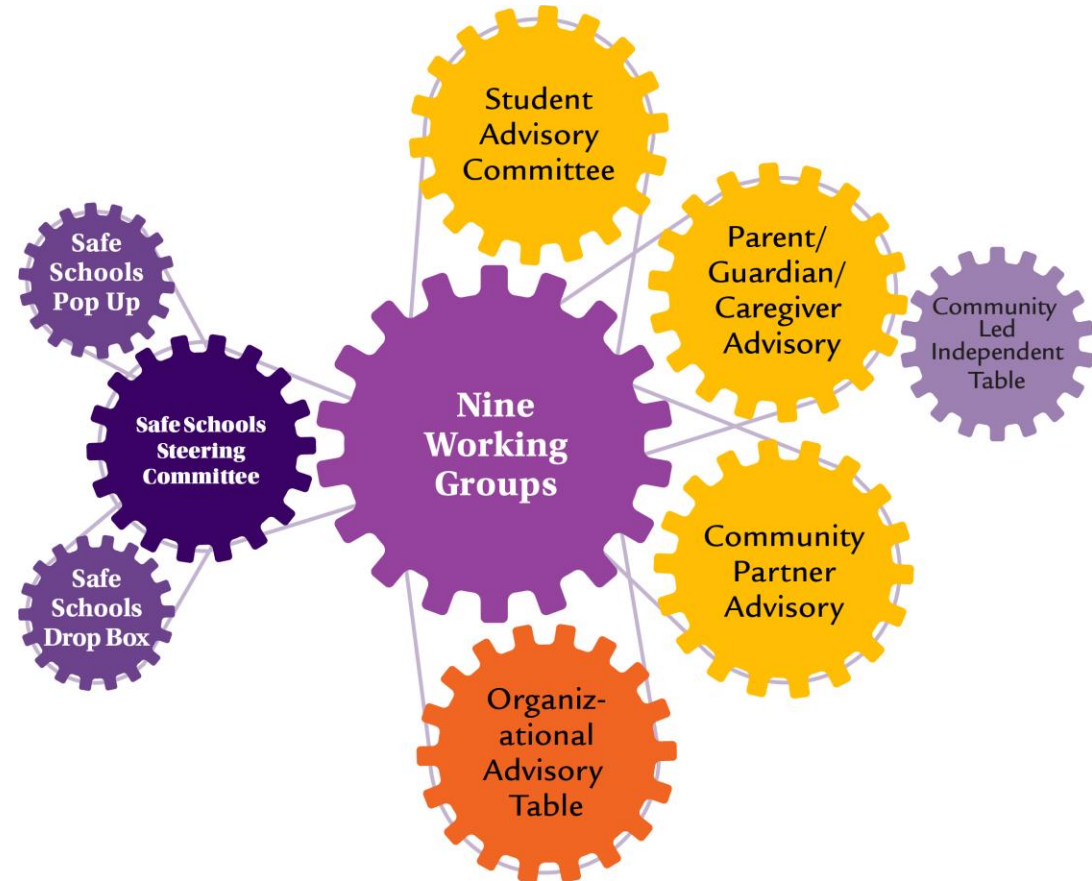 Student
Advisory
Committee
Safe
Schools
Pop Up
Parent/
Guardian/
Caregiver
Advisory
Community
Led
Independent
Table
Safe Schools
Steering
Committee
Nine
Working
Groups
Safe
Schools
Drop Box
Community
Partner
Advisory
Organiz-
ational
Advisory
Table